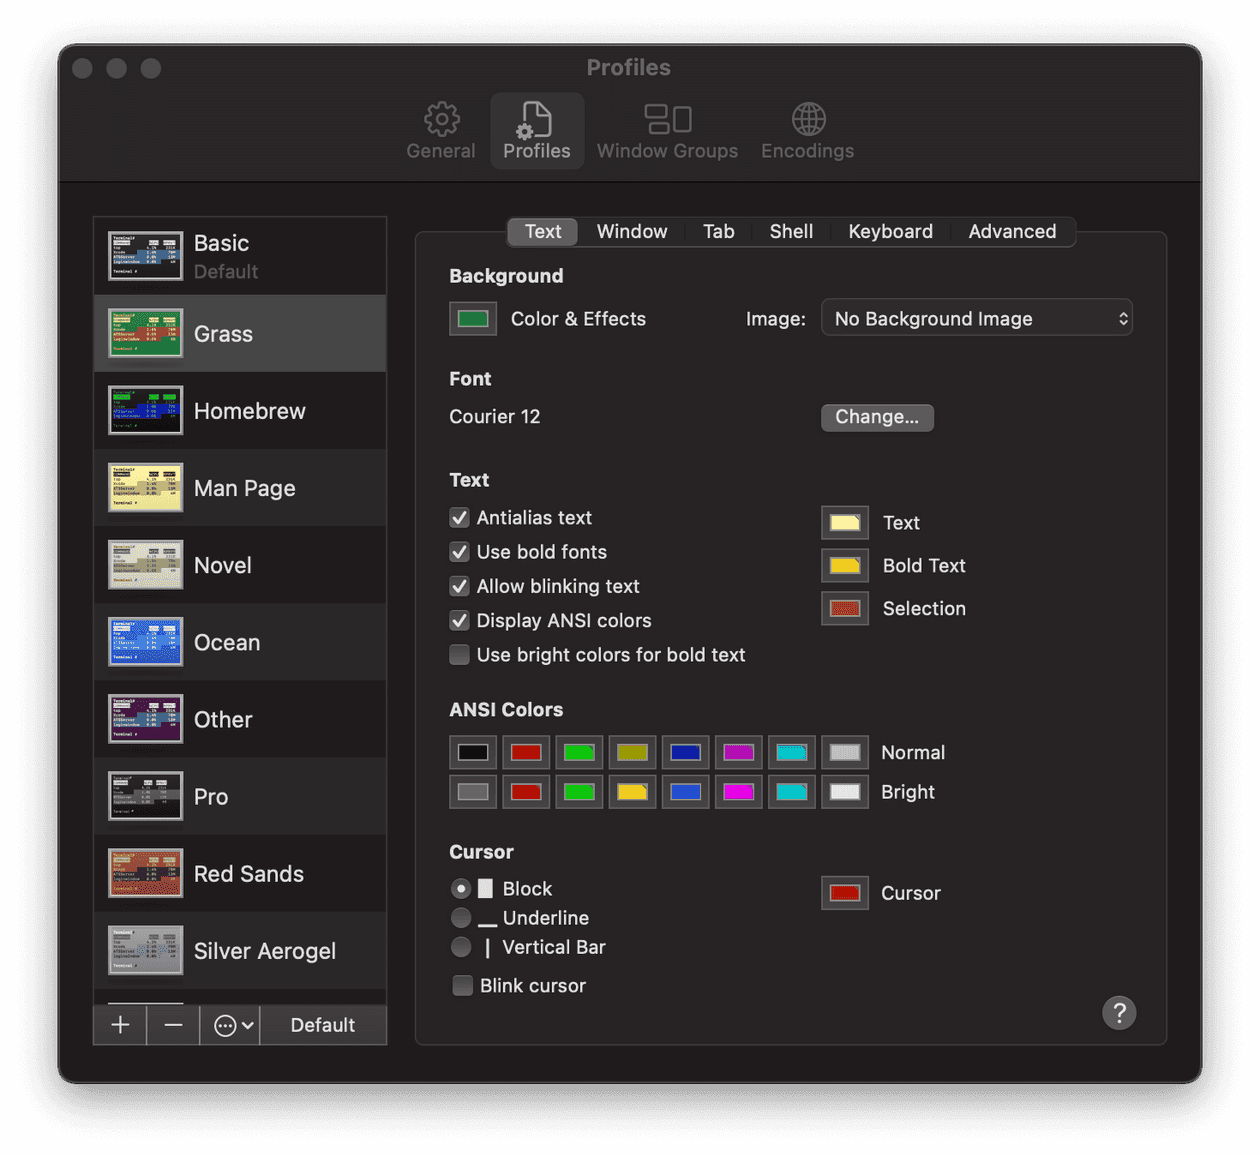 Profiles
General
Profiles
Window Groups
Encodings
Basic
Default
Grass
Homebrew
Man Page
Novel
Ocean
Other
Pro
Red Sands
Silver Aerogel
Default
Text
Window
Tab
Shell
Keyboard
Advanced
Background
Color & Effects
Image:
No Background Image
Font
Courier 12
Change...
Text
Antialias text
Use bold fonts
Allow blinking text
Display ANSI colors
Use bright colors for bold text
Text
Bold Text
Selection
ANSI Colors
Normal
Bright
Cursor
Block
Underline
Vertical Bar
Blink cursor
Cursor
?